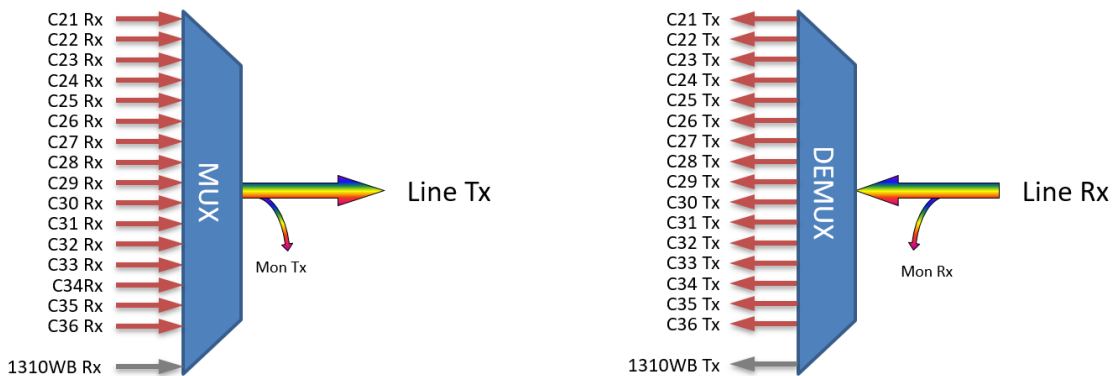 C21 Rx
C22 Rx
C23 Rx
C24 Rx
C25 Rx
C26 Rx
C27 Rx
C28 Rx
C29 Rx
C30 Rx
C31 Rx
C32 Rx
C33 Rx
C34Rx
C35 Rx
C36 Rx
1310WB Rx
MUX
Line Tx
Mon Tx
C21 Tx
C22 Tx
C23 Tx
C24 Tx
C25 Tx
C26 Tx
C27 Tx
C28 Tx
C29 Tx
C30 Tx
C31 Tx
C32 Tx
C33 Tx
C34 Tx
C35 Tx
C36 Tx
1310WB Tx
DEMUX
Line Rx
Mon Rx